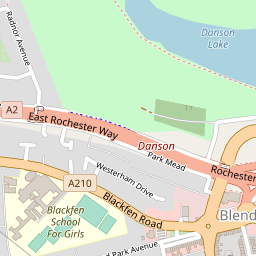 Radnor Avenue
Danson
Lake
A2
East Rochester Way
Danson
Park Mead
Rochester
Westerham Drive
A210
Blackfen Road
Blackfen
School
For Girls
Blend
d Park Avenue